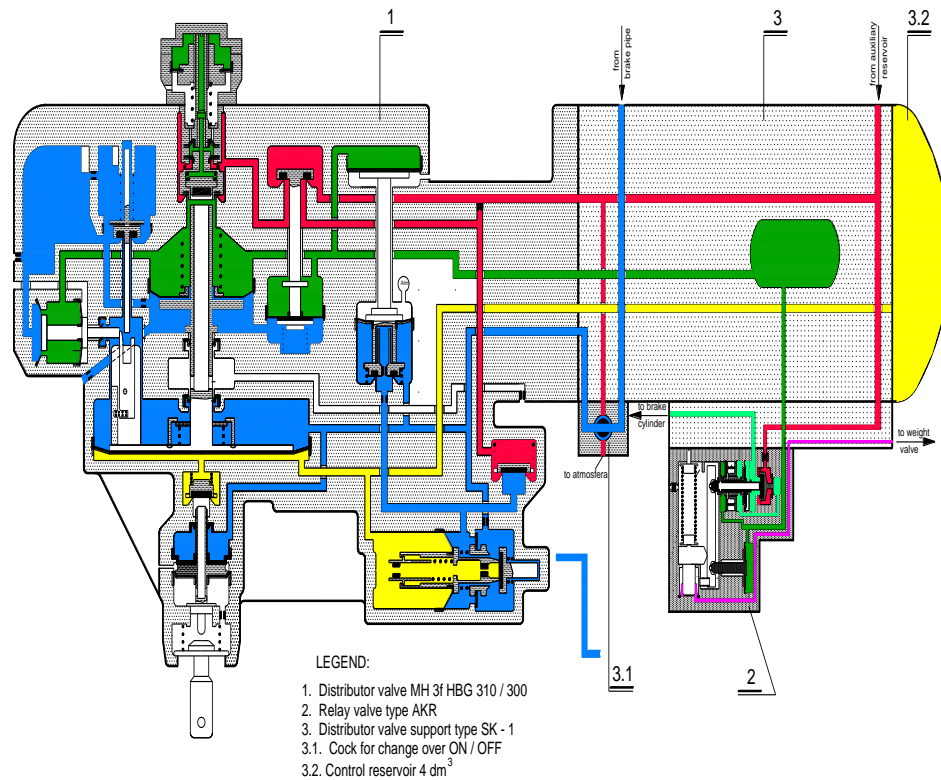 1
3
3.2
from
brake pipe
from auxiliary
reservoir
to brake
cylinder
to weight
valve
to atmosfera
3.1
2
LEGEND:
1. Distributor valve MH 3f HBG 310 / 300
2. Relay valve type AKR
3. Distributor valve support type SK - 1
3.1. Cock for change over ON / OFF
3.2. Control reservoir 4 dm³